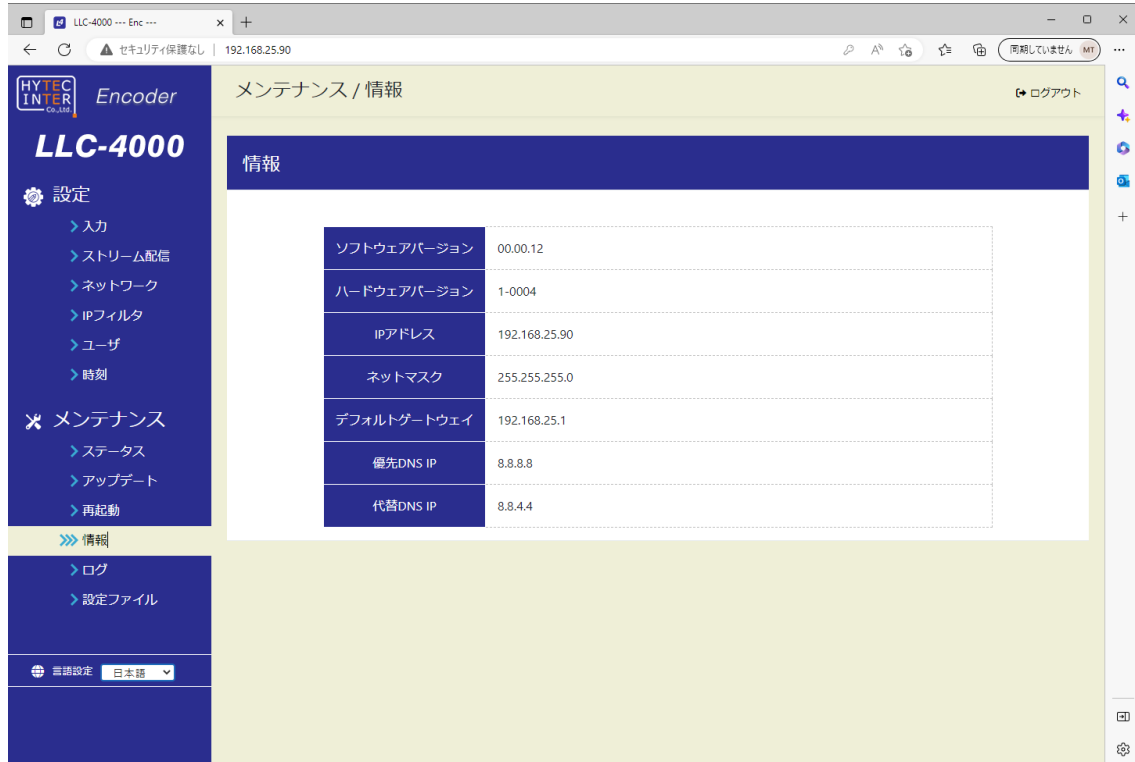 LLC-4000 --- Enc ---
セキュリティ保護なし | 192.168.25.90
同期していません MT
HYTEC INTER Co.,Ltd.
Encoder
LLC-4000
設定
入力
ストリーム配信
ネットワーク
IPフィルタ
ユーザ
時刻
メンテナンス
ステータス
アップデート
再起動
情報
ログ
設定ファイル
言語設定 日本語
メンテナンス / 情報
ログアウト
情報
ソフトウェアバージョン 00.00.12
ハードウェアバージョン 1-0004
IPアドレス 192.168.25.90
ネットマスク 255.255.255.0
デフォルトゲートウェイ 192.168.25.1
優先DNS IP 8.8.8.8
代替DNS IP 8.8.4.4